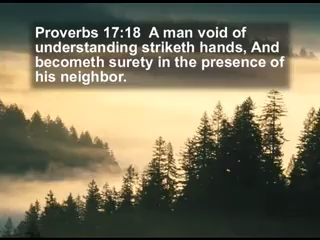 Proverbs 17:18  A man void of
understanding striketh hands, And
becometh surety in the presence of
his neighbor.